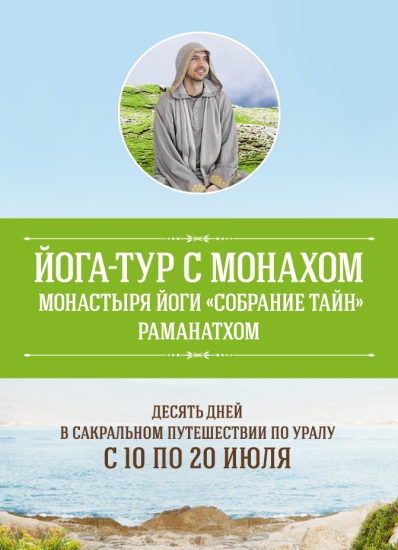 ЙОГА-ТУР С МОНАХОМ
МОНАСТЫРЯ ЙОГИ «СОБРАНИЕ ТАЙН»
РАМАНАТХОМ
ДЕСЯТЬ ДНЕЙ
В САКРАЛЬНОМ ПУТЕШЕСТВИИ ПО УРАЛУ
С 10 ПО 20 ИЮЛЯ